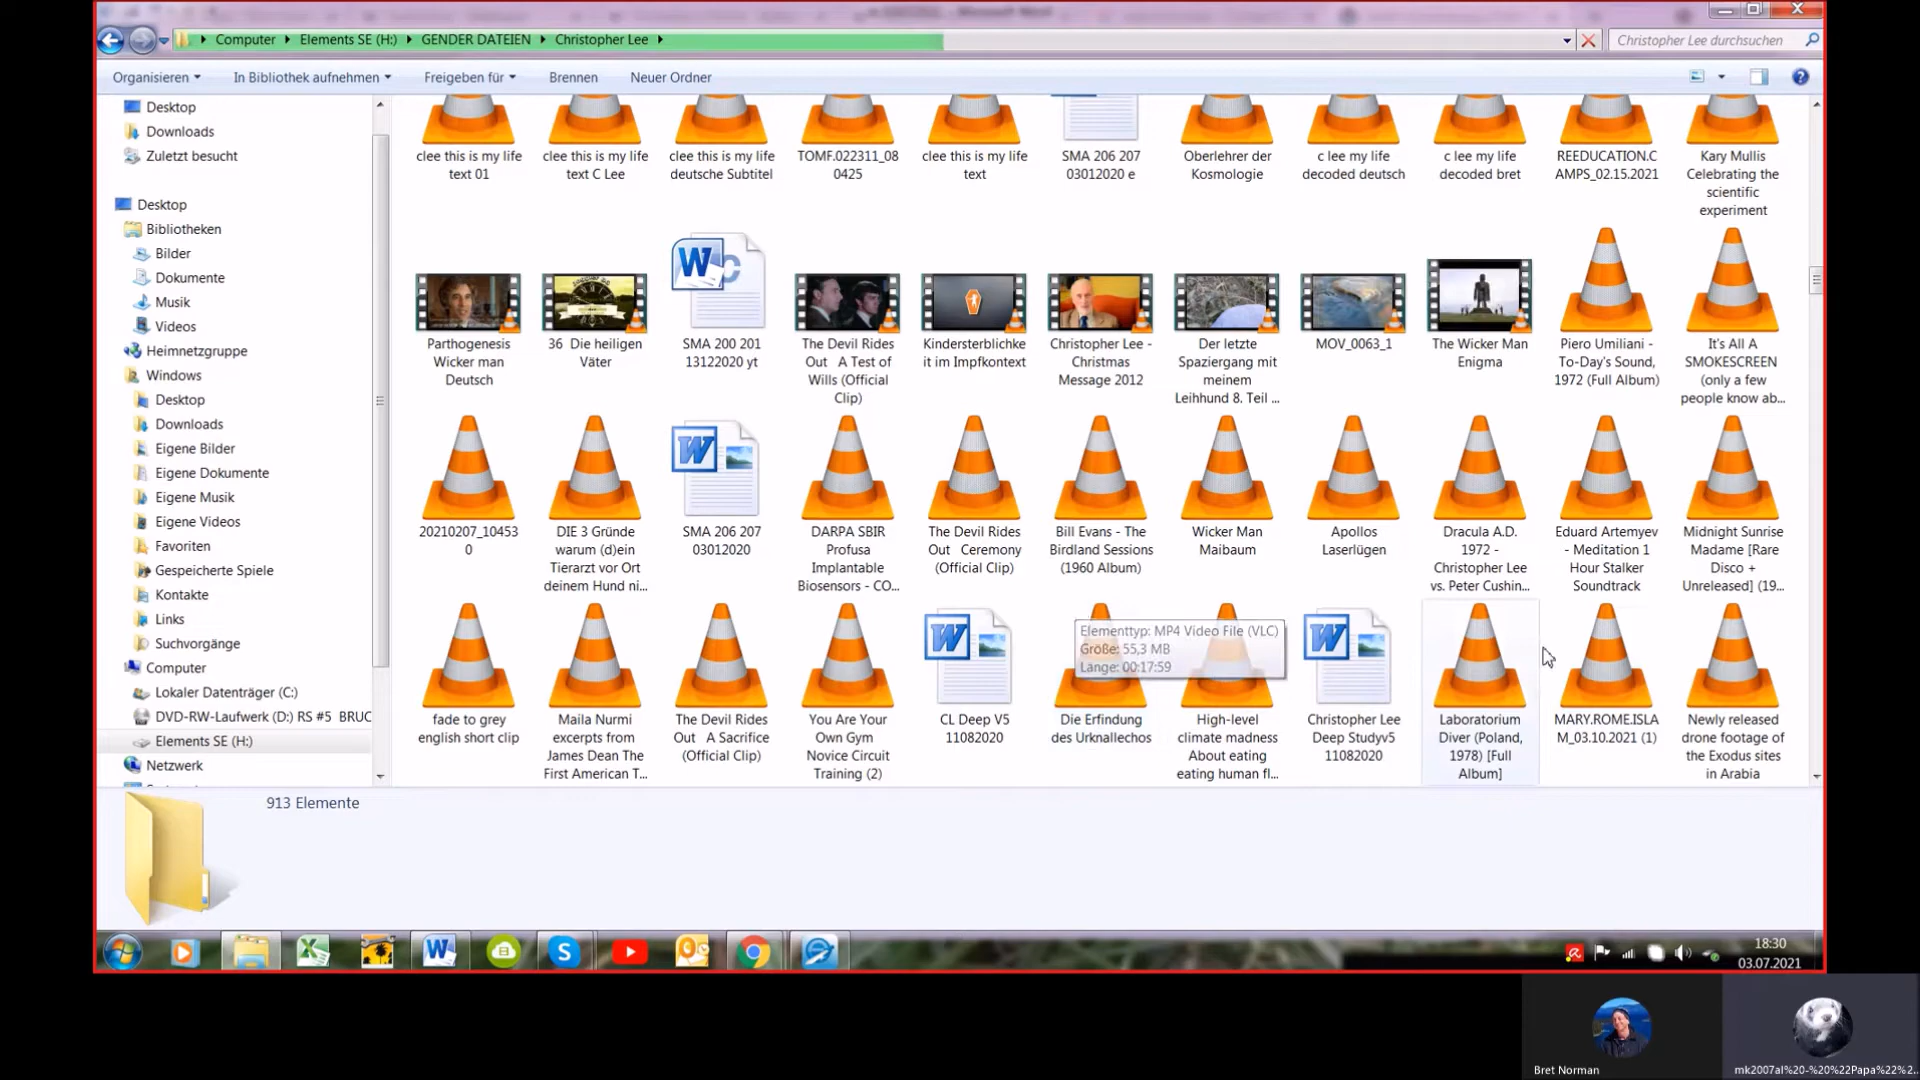 Computer Elements SE (H:) GENDER DATEIEN Christopher Lee
Christopher Lee durchsuchen
Organisieren
In Bibliothek aufnehmen
Freigeben für
Brennen
Neuer Ordner
Desktop
Downloads
Zuletzt besucht
Desktop
Bibliotheken
Bilder
Dokumente
Musik
Videos
Heimnetzgruppe
Windows
Desktop
Downloads
Eigene Bilder
Eigene Dokumente
Eigene Musik
Eigene Videos
Favoriten
Gespeicherte Spiele
Kontakte
Links
Suchvorgänge
Computer
Lokaler Datenträger (C:)
DVD-RW-Laufwerk (D:) RS #5 BRUC
Elements SE (H:)
Netzwerk
clee this is my life
text 01
clee this is my life
text C Lee
clee this is my life
deutsche Subtitel
TOMF.022311_08
0425
clee this is my life
text
SMA 206 207
03012020 e
Oberlehrer der
Kosmologie
c lee my life
decoded deutsch
c lee my life
decoded bret
REEDUCATION.C
AMPS_02.15.2021
Kary Mullis
Celebrating the
scientific
experiment
Parthogenesis
Wicker man
Deutsch
36 Die heiligen
Väter
SMA 200 201
13122020 yt
The Devil Rides
Out A Test of
Wills (Official
Clip)
Kindersterblichke
it im Impfkontext
Christopher Lee -
Christmas
Message 2012
Der letzte
Spaziergang mit
meinem
Leihhund 8. Teil ...
MOV_0063_1
The Wicker Man
Enigma
Piero Umiliani -
To-Day's Sound,
1972 (Full Album)
It's All A
SMOKESCREEN
(only a few
people know ab...
20210207_10453
0
DIE 3 Gründe
warum (d)ein
Tierarzt vor Ort
deinem Hund ni...
SMA 206 207
03012020
DARPA SBIR
Profusa
Implantable
Biosensors - CO...
The Devil Rides
Out Ceremony
(Official Clip)
Bill Evans - The
Birdland Sessions
(1960 Album)
Wicker Man
Maibaum
Apollos
Laserlügen
Dracula A.D.
1972 -
Christopher Lee
vs. Peter Cushin...
Eduard Artemyev
- Meditation 1
Hour Stalker
Soundtrack
Midnight Sunrise
Madame [Rare
Disco +
Unreleased] (19...
Elementtyp: MP4 Video File (VLC)
Größe: 55,3 MB
Länge: 00:17:59
fade to grey
english short clip
Maila Nurmi
excerpts from
James Dean The
First American T...
The Devil Rides
Out A Sacrifice
(Official Clip)
You Are Your
Own Gym
Novice Circuit
Training (2)
CL Deep V5
11082020
Die Erfindung
des Urknallechos
High-level
climate madness
About eating
eating human fl...
Christopher Lee
Deep Studyv5
11082020
Laboratorium
Diver (Poland,
1978) [Full
Album]
MARY.ROME.ISLA
M_03.10.2021 (1)
Newly released
drone footage of
the Exodus sites
in Arabia
913 Elemente
18:30
03.07.2021
Bret Norman
mk2007al%20-%20%22Papa%22%2...